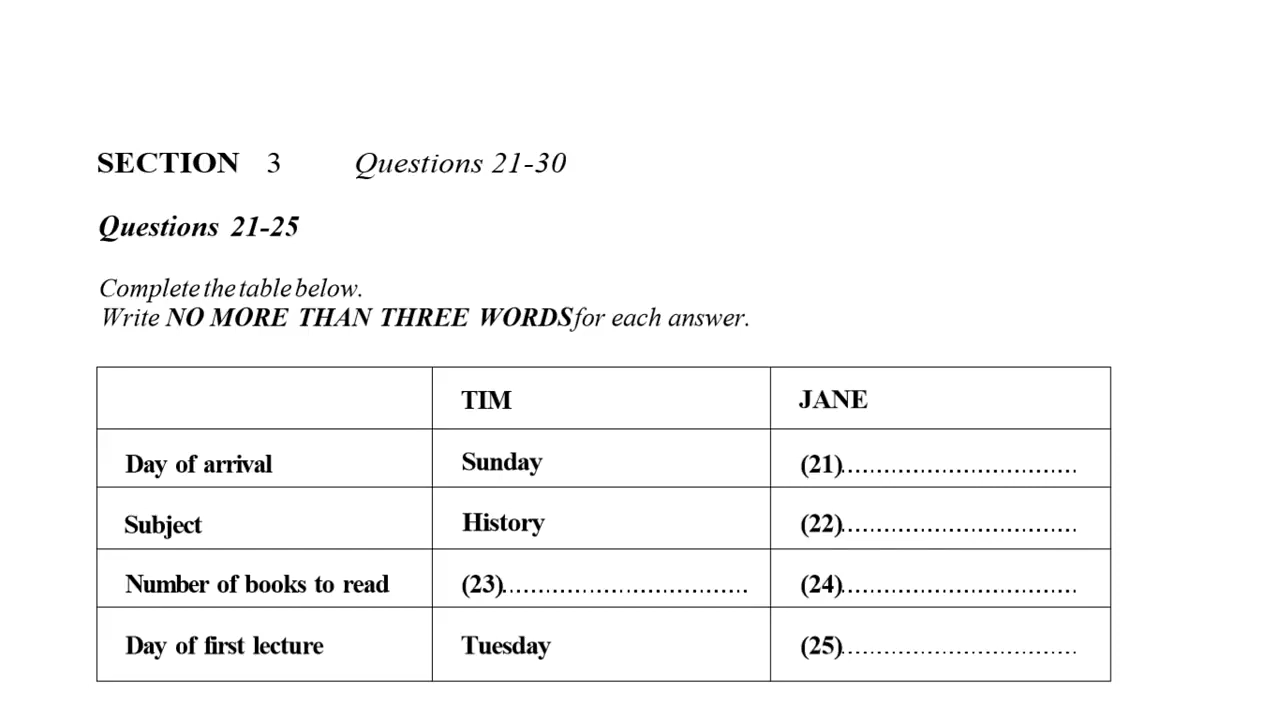 SECTION 3 Questions 21-30
Questions 21-25
Complete the table below.
Write NO MORE THAN THREE WORDS for each answer.
TIM JANE
Day of arrival Sunday (21)................................
Subject History (22)................................
Number of books to read (23)................................ (24)................................
Day of first lecture Tuesday (25)................................